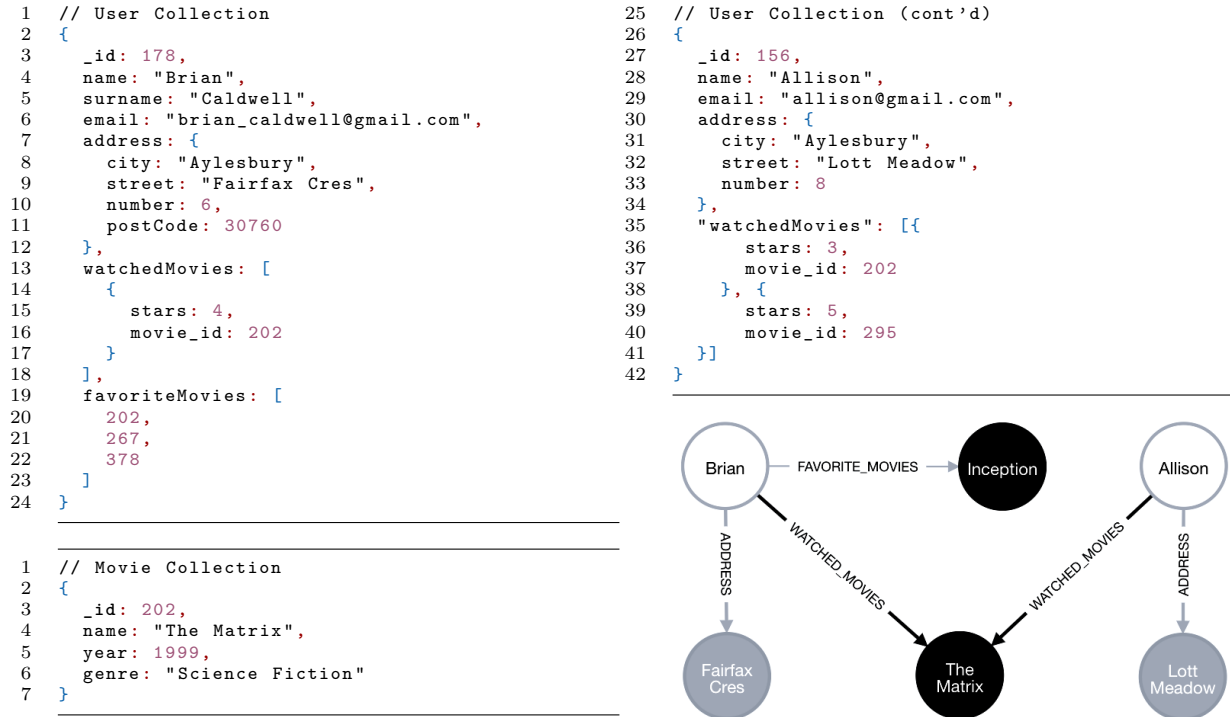 1 // User Collection
2 {
3 _id: 178,
4 name: "Brian",
5 surname: "Caldwell",
6 email: "brian_caldwell@gmail.com",
7 address: {
8 city: "Aylesbury",
9 street: "Fairfax Cres",
10 number: 6,
11 postCode: 30760
12 },
13 watchedMovies: [
14 {
15 stars: 4,
16 movie_id: 202
17 }
18 ],
19 favoriteMovies: [
20 202,
21 267,
22 378
23 ]
24 }
1 // Movie Collection
2 {
3 _id: 202,
4 name: "The Matrix",
5 year: 1999,
6 genre: "Science Fiction"
7 }
25 // User Collection (cont'd)
26 {
27 _id: 156,
28 name: "Allison",
29 email: "allison@gmail.com",
30 address: {
31 city: "Aylesbury",
32 street: "Lott Meadow",
33 number: 8
34 },
35 "watchedMovies": [{
36 stars: 3,
37 movie_id: 202
38 }, {
39 stars: 5,
40 movie_id: 295
41 }]
42 }
Brian
FAVORITE_MOVIES
Inception
Allison
ADDRESS
WATCHED_MOVIES
WATCHED_MOVIES
ADDRESS
Fairfax
Cres
The
Matrix
Lott
Meadow